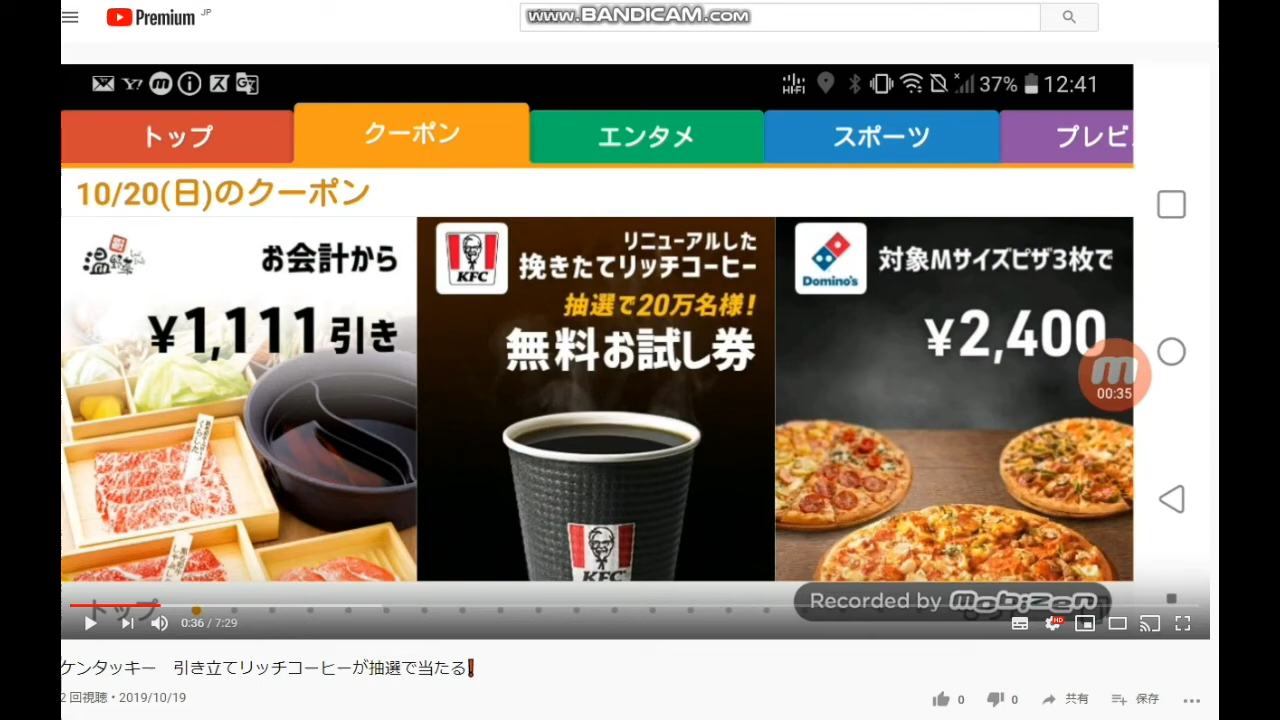 Premium JP
www.BANDICAM.com
37% 12:41
トップ
クーポン
エンタメ
スポーツ
プレビ
10/20(日)のクーポン
温野菜
お会計から
¥1,111引き
KFC
リニューアルした
挽きたてリッチコーヒー
抽選で20万名様!
無料お試し券
KFC
Domino's
対象Mサイズピザ3枚で
¥2,400
00:35
トップ
Recorded by mobizen
0:36 / 7:29
HD
ケンタッキー 引き立てリッチコーヒーが抽選で当たる❗
2 回視聴・2019/10/19
0
0
共有
保存